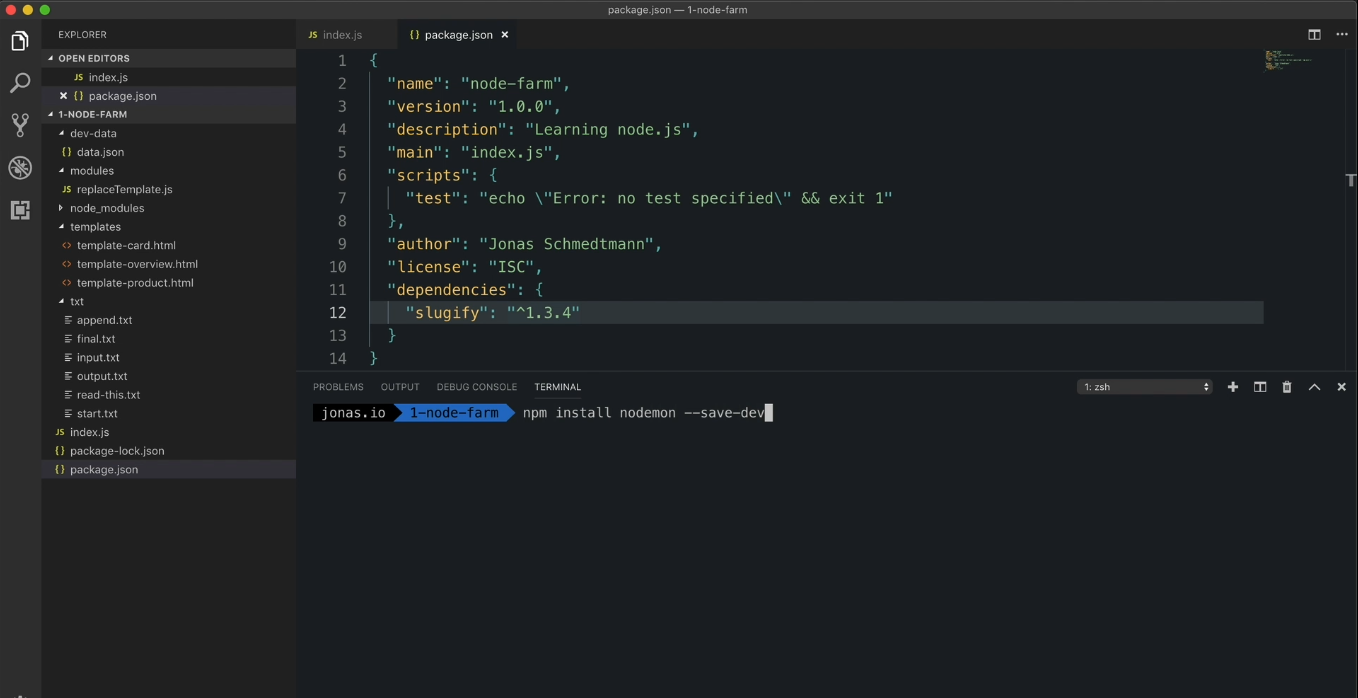 package.json — 1-node-farm
EXPLORER
OPEN EDITORS
JS index.js
{} package.json
1-NODE-FARM
dev-data
{} data.json
modules
JS replaceTemplate.js
node_modules
templates
<> template-card.html
<> template-overview.html
<> template-product.html
txt
append.txt
final.txt
input.txt
output.txt
read-this.txt
start.txt
JS index.js
{} package-lock.json
{} package.json
JS index.js {} package.json
1 {
2 "name": "node-farm",
3 "version": "1.0.0",
4 "description": "Learning node.js",
5 "main": "index.js",
6 "scripts": {
7 "test": "echo \"Error: no test specified\" && exit 1"
8 },
9 "author": "Jonas Schmedtmann",
10 "license": "ISC",
11 "dependencies": {
12 "slugify": "^1.3.4"
13 }
14 }
PROBLEMS OUTPUT DEBUG CONSOLE TERMINAL 1: zsh
jonas.io 1-node-farm npm install nodemon --save-dev